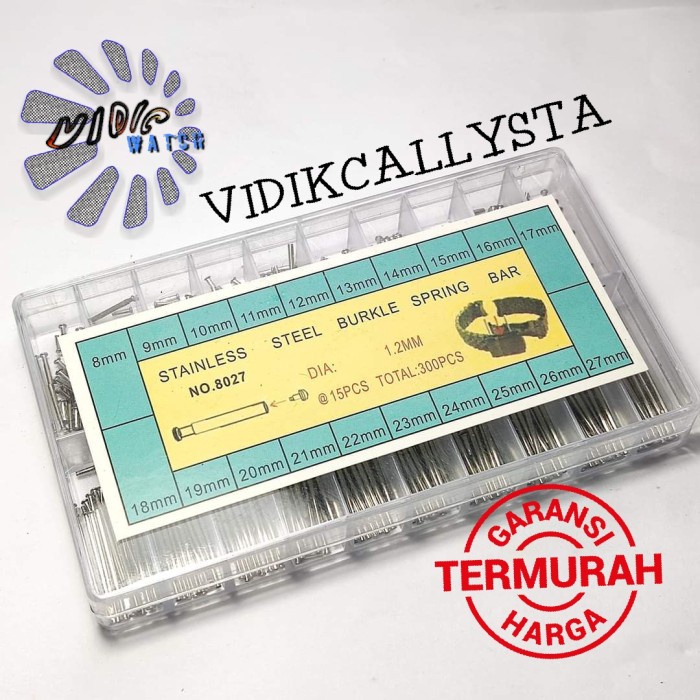 VIDIK
WATCH
VIDIKCALLYSTA
8mm 9mm 10mm 11mm 12mm 13mm 14mm 15mm 16mm 17mm
STAINLESS STEEL BURKLE SPRING BAR
NO.8027 DIA: 1.2MM
@15PCS TOTAL:300PCS
18mm 19mm 20mm 21mm 22mm 23mm 24mm 25mm 26mm 27mm
GARANSI
TERMURAH
HARGA